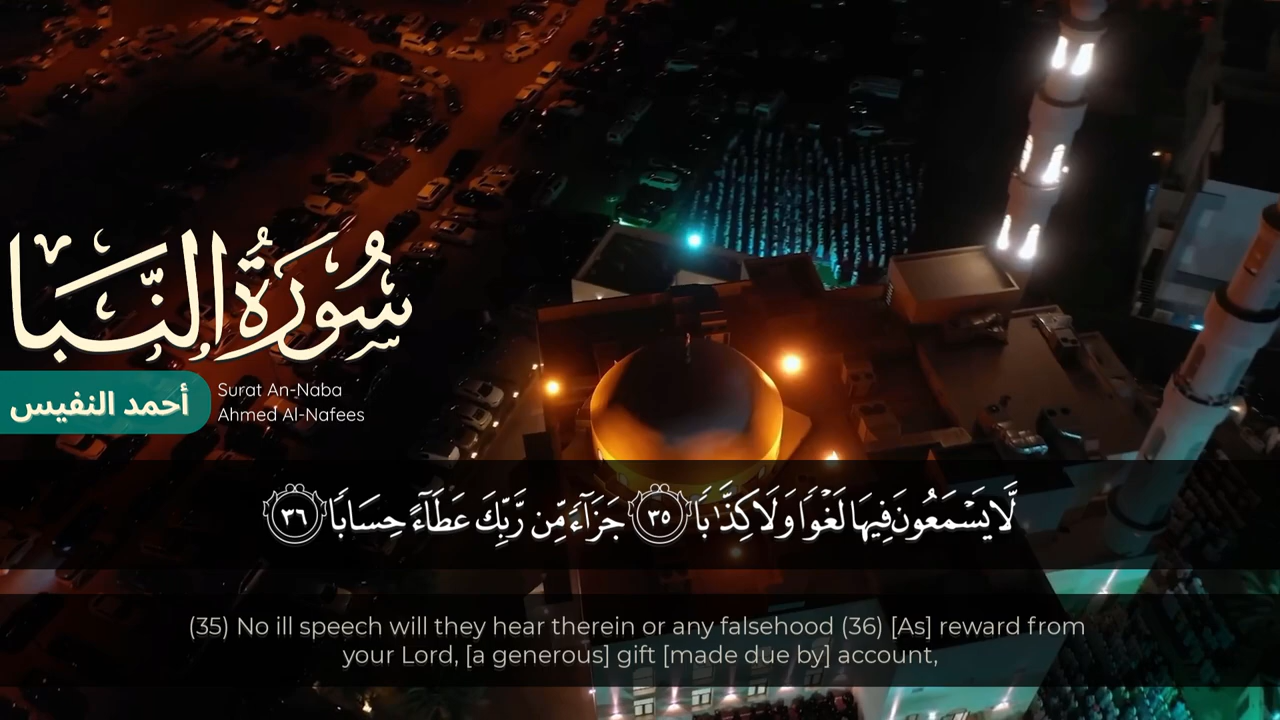 سُورَةُ النَّبَا
أحمد النفيس
Surat An-Naba
Ahmed Al-Nafees
لَّا يَسۡمَعُونَ فِيهَا لَغۡوٗا وَلَا كِذَّٰبٗا ٣٥ جَزَآءٗ مِّن رَّبِّكَ عَطَآءً حِسَابٗا ٣٦
(35) No ill speech will they hear therein or any falsehood (36) [As] reward from
your Lord, [a generous] gift [made due by] account,